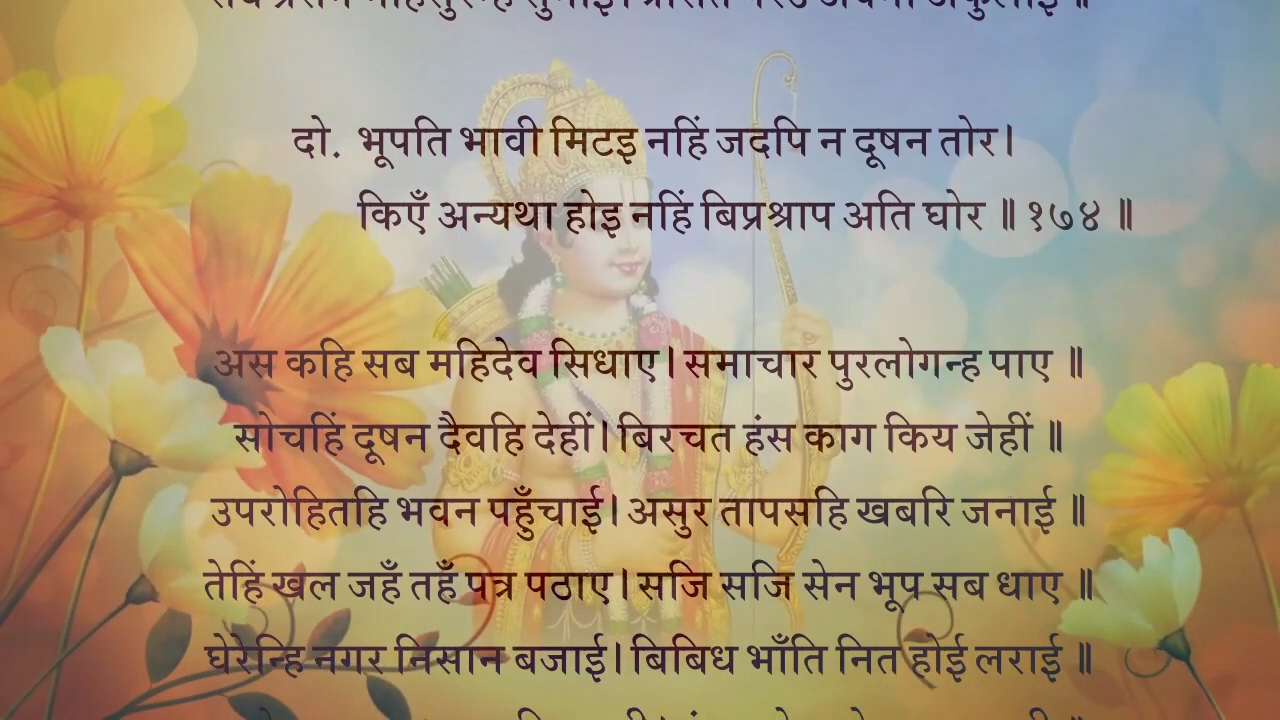 दो. भूपति भावी मिटइ नहिं जदपि न दूषन तोर।
किएँ अन्यथा होइ नहिं बिप्रश्राप अति घोर ॥ १७४ ॥
अस कहि सब महिदेव सिधाए। समाचार पुरलोगन्ह पाए ॥
सोचहिं दूषन दैवहि देहीं। बिरचत हंस काग किय जेहीं ॥
उपरोहितहि भवन पहुँचाई। असुर तापसहि खबरि जनाई ॥
तेहिं खल जहँ तहँ पत्र पठाए। सजि सजि सेन भूप सब धाए ॥
घेरेन्हि नगर निसान बजाई। बिबिध भाँति नित होई लराई ॥